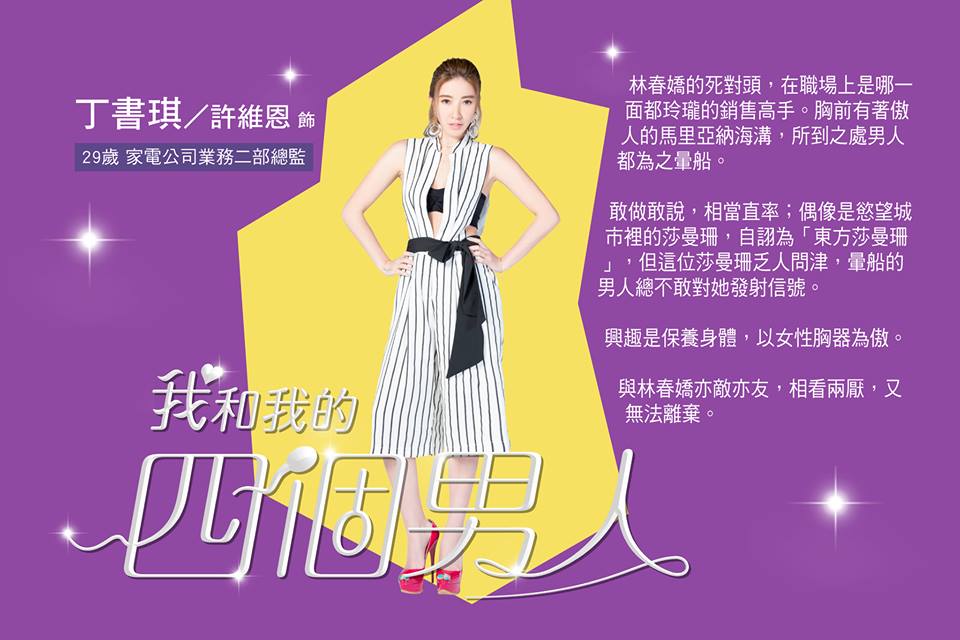 丁書琪／許維恩 飾
29歲 家電公司業務二部總監
林春嬌的死對頭，在職場上是哪一
面都玲瓏的銷售高手。胸前有著傲
人的馬里亞納海溝，所到之處男人
都為之暈船。
敢做敢說，相當直率；偶像是慾望城
市裡的莎曼珊，自詡為「東方莎曼珊
」，但這位莎曼珊乏人問津，暈船的
男人總不敢對她發射信號。
興趣是保養身體，以女性胸器為傲。
與林春嬌亦敵亦友，相看兩厭，又
無法離棄。
我和我的
四個男人